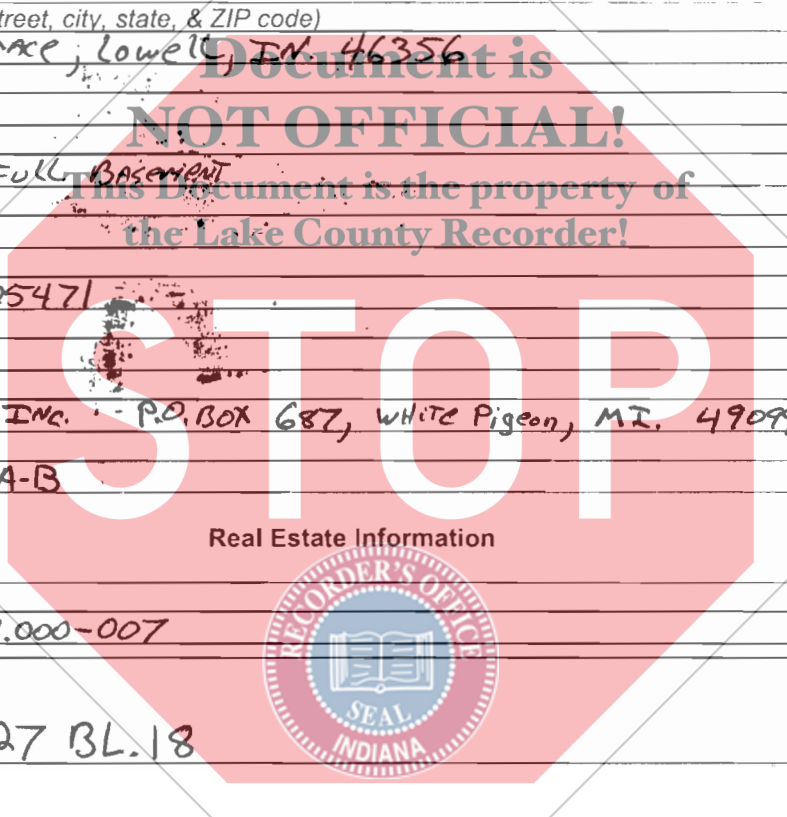 treet, city, state, & ZIP code)
ace, Lowell, IN. 46356
Document is
NOT OFFICIAL!
Full Basement
This Document is the property of
the Lake County Recorder!
5471
STOP
INC. - P.O. BOX 687, White Pigeon, MI. 49099
A-B
Real Estate Information
RECORDER'S OFFICE
.000-007
SEAL
INDIANA
27 BL.18